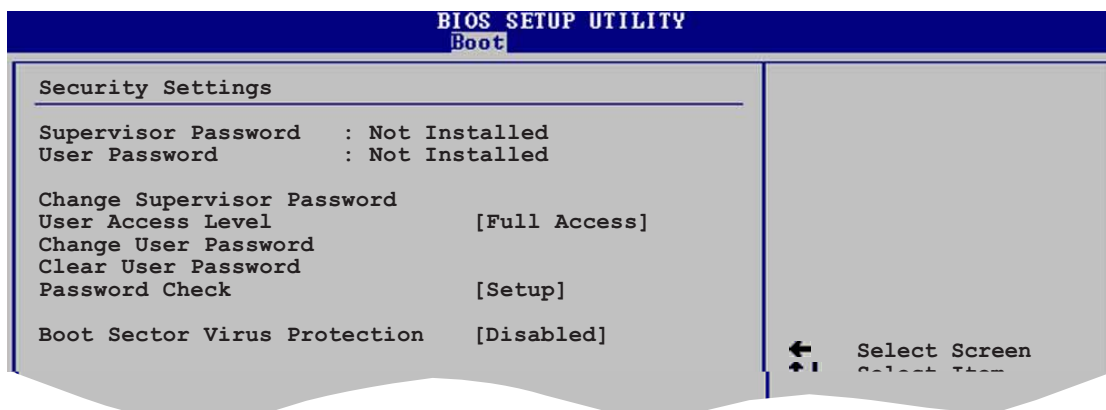 BIOS SETUP UTILITY
Boot
Security Settings
Supervisor Password : Not Installed
User Password : Not Installed
Change Supervisor Password
User Access Level [Full Access]
Change User Password
Clear User Password
Password Check [Setup]
Boot Sector Virus Protection [Disabled]
← Select Screen
Select Item